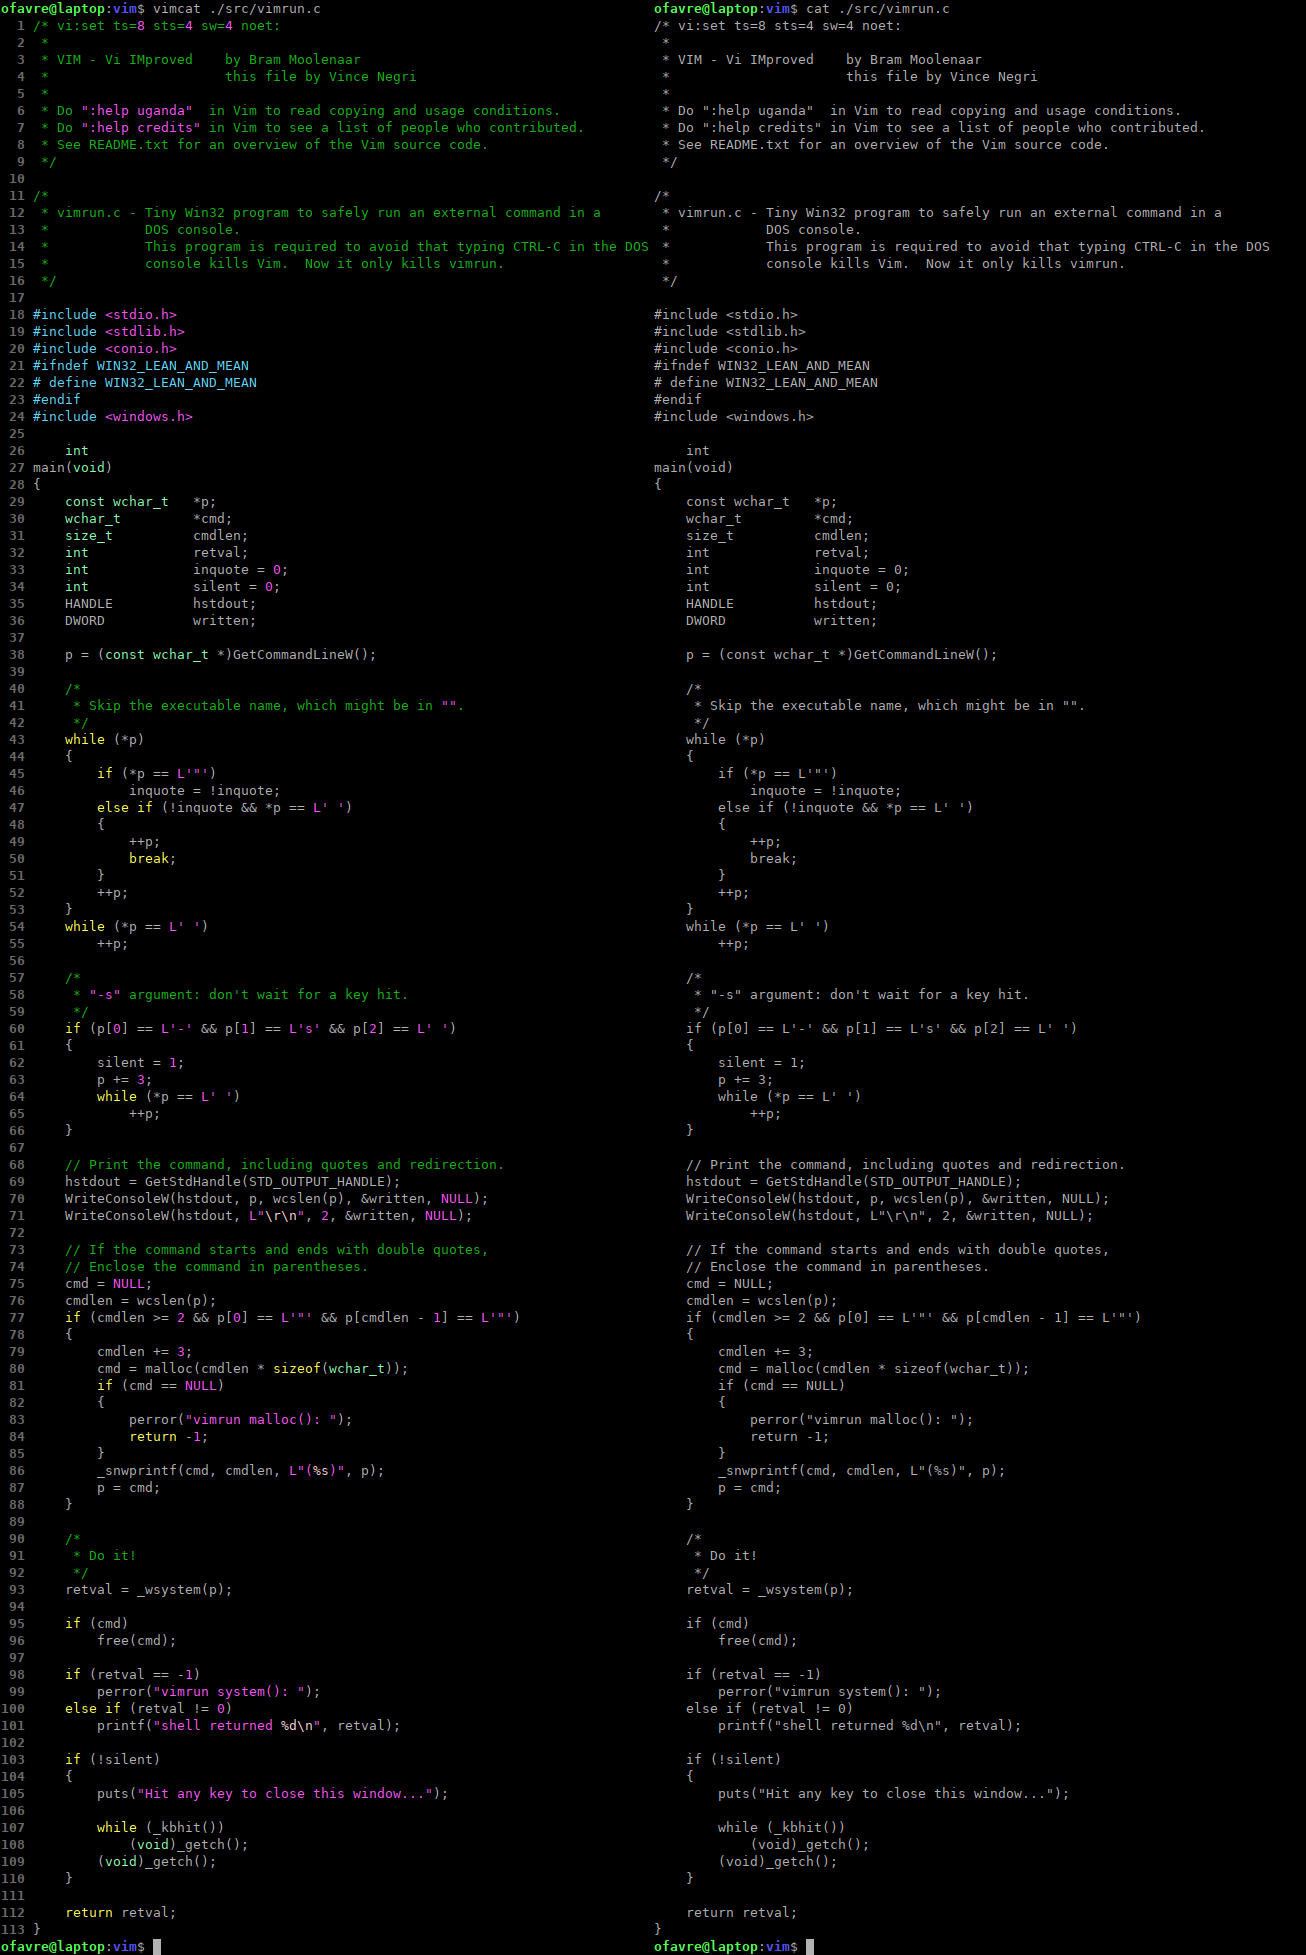 ofavre@laptop:vim$ vimcat ./src/vimrun.c
  1 /* vi:set ts=8 sts=4 sw=4 noet:
  2  *
  3  * VIM - Vi IMproved    by Bram Moolenaar
  4  *                      this file by Vince Negri
  5  *
  6  * Do ":help uganda"  in Vim to read copying and usage conditions.
  7  * Do ":help credits" in Vim to see a list of people who contributed.
  8  * See README.txt for an overview of the Vim source code.
  9  */
 10
 11 /*
 12  * vimrun.c - Tiny Win32 program to safely run an external command in a
 13  *            DOS console.
 14  *            This program is required to avoid that typing CTRL-C in the DOS
 15  *            console kills Vim.  Now it only kills vimrun.
 16  */
 17
 18 #include <stdio.h>
 19 #include <stdlib.h>
 20 #include <conio.h>
 21 #ifndef WIN32_LEAN_AND_MEAN
 22 # define WIN32_LEAN_AND_MEAN
 23 #endif
 24 #include <windows.h>
 25
 26     int
 27 main(void)
 28 {
 29     const wchar_t   *p;
 30     wchar_t         *cmd;
 31     size_t          cmdlen;
 32     int             retval;
 33     int             inquote = 0;
 34     int             silent = 0;
 35     HANDLE          hstdout;
 36     DWORD           written;
 37
 38     p = (const wchar_t *)GetCommandLineW();
 39
 40     /*
 41      * Skip the executable name, which might be in "".
 42      */
 43     while (*p)
 44     {
 45         if (*p == L'"')
 46             inquote = !inquote;
 47         else if (!inquote && *p == L' ')
 48         {
 49             ++p;
 50             break;
 51         }
 52         ++p;
 53     }
 54     while (*p == L' ')
 55         ++p;
 56
 57     /*
 58      * "-s" argument: don't wait for a key hit.
 59      */
 60     if (p[0] == L'-' && p[1] == L's' && p[2] == L' ')
 61     {
 62         silent = 1;
 63         p += 3;
 64         while (*p == L' ')
 65             ++p;
 66     }
 67
 68     // Print the command, including quotes and redirection.
 69     hstdout = GetStdHandle(STD_OUTPUT_HANDLE);
 70     WriteConsoleW(hstdout, p, wcslen(p), &written, NULL);
 71     WriteConsoleW(hstdout, L"\r\n", 2, &written, NULL);
 72
 73     // If the command starts and ends with double quotes,
 74     // Enclose the command in parentheses.
 75     cmd = NULL;
 76     cmdlen = wcslen(p);
 77     if (cmdlen >= 2 && p[0] == L'"' && p[cmdlen - 1] == L'"')
 78     {
 79         cmdlen += 3;
 80         cmd = malloc(cmdlen * sizeof(wchar_t));
 81         if (cmd == NULL)
 82         {
 83             perror("vimrun malloc(): ");
 84             return -1;
 85         }
 86         _snwprintf(cmd, cmdlen, L"(%s)", p);
 87         p = cmd;
 88     }
 89
 90     /*
 91      * Do it!
 92      */
 93     retval = _wsystem(p);
 94
 95     if (cmd)
 96         free(cmd);
 97
 98     if (retval == -1)
 99         perror("vimrun system(): ");
100     else if (retval != 0)
101         printf("shell returned %d\n", retval);
102
103     if (!silent)
104     {
105         puts("Hit any key to close this window...");
106
107         while (_kbhit())
108             (void)_getch();
109         (void)_getch();
110     }
111
112     return retval;
113 }
ofavre@laptop:vim$
ofavre@laptop:vim$ cat ./src/vimrun.c
/* vi:set ts=8 sts=4 sw=4 noet:
 *
 * VIM - Vi IMproved    by Bram Moolenaar
 *                      this file by Vince Negri
 *
 * Do ":help uganda"  in Vim to read copying and usage conditions.
 * Do ":help credits" in Vim to see a list of people who contributed.
 * See README.txt for an overview of the Vim source code.
 */

/*
 * vimrun.c - Tiny Win32 program to safely run an external command in a
 *            DOS console.
 *            This program is required to avoid that typing CTRL-C in the DOS
 *            console kills Vim.  Now it only kills vimrun.
 */

#include <stdio.h>
#include <stdlib.h>
#include <conio.h>
#ifndef WIN32_LEAN_AND_MEAN
# define WIN32_LEAN_AND_MEAN
#endif
#include <windows.h>

    int
main(void)
{
    const wchar_t   *p;
    wchar_t         *cmd;
    size_t          cmdlen;
    int             retval;
    int             inquote = 0;
    int             silent = 0;
    HANDLE          hstdout;
    DWORD           written;

    p = (const wchar_t *)GetCommandLineW();

    /*
     * Skip the executable name, which might be in "".
     */
    while (*p)
    {
        if (*p == L'"')
            inquote = !inquote;
        else if (!inquote && *p == L' ')
        {
            ++p;
            break;
        }
        ++p;
    }
    while (*p == L' ')
        ++p;

    /*
     * "-s" argument: don't wait for a key hit.
     */
    if (p[0] == L'-' && p[1] == L's' && p[2] == L' ')
    {
        silent = 1;
        p += 3;
        while (*p == L' ')
            ++p;
    }

    // Print the command, including quotes and redirection.
    hstdout = GetStdHandle(STD_OUTPUT_HANDLE);
    WriteConsoleW(hstdout, p, wcslen(p), &written, NULL);
    WriteConsoleW(hstdout, L"\r\n", 2, &written, NULL);

    // If the command starts and ends with double quotes,
    // Enclose the command in parentheses.
    cmd = NULL;
    cmdlen = wcslen(p);
    if (cmdlen >= 2 && p[0] == L'"' && p[cmdlen - 1] == L'"')
    {
        cmdlen += 3;
        cmd = malloc(cmdlen * sizeof(wchar_t));
        if (cmd == NULL)
        {
            perror("vimrun malloc(): ");
            return -1;
        }
        _snwprintf(cmd, cmdlen, L"(%s)", p);
        p = cmd;
    }

    /*
     * Do it!
     */
    retval = _wsystem(p);

    if (cmd)
        free(cmd);

    if (retval == -1)
        perror("vimrun system(): ");
    else if (retval != 0)
        printf("shell returned %d\n", retval);

    if (!silent)
    {
        puts("Hit any key to close this window...");

        while (_kbhit())
            (void)_getch();
        (void)_getch();
    }

    return retval;
}
ofavre@laptop:vim$